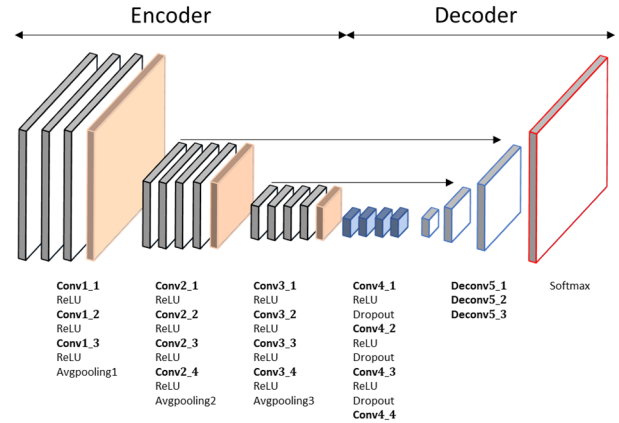 Encoder
Decoder
Conv1_1
ReLU
Conv1_2
ReLU
Conv1_3
ReLU
Avgpooling1
Conv2_1
ReLU
Conv2_2
ReLU
Conv2_3
ReLU
Conv2_4
ReLU
Avgpooling2
Conv3_1
ReLU
Conv3_2
ReLU
Conv3_3
ReLU
Conv3_4
ReLU
Avgpooling3
Conv4_1
ReLU
Dropout
Conv4_2
ReLU
Dropout
Conv4_3
ReLU
Dropout
Conv4_4
Deconv5_1
Deconv5_2
Deconv5_3
Softmax